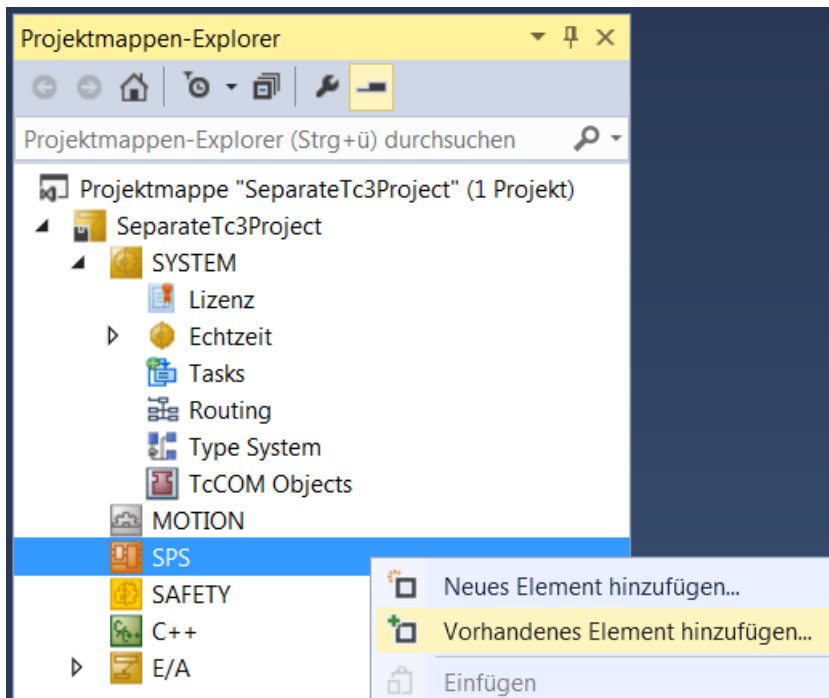 Projektmappen-Explorer
Projektmappen-Explorer (Strg+ü) durchsuchen
Projektmappe "SeparateTc3Project" (1 Projekt)
SeparateTc3Project
SYSTEM
Lizenz
Echtzeit
Tasks
Routing
Type System
TcCOM Objects
MOTION
SPS
Neues Element hinzufügen...
SAFETY
C++
Vorhandenes Element hinzufügen...
E/A
Einfügen